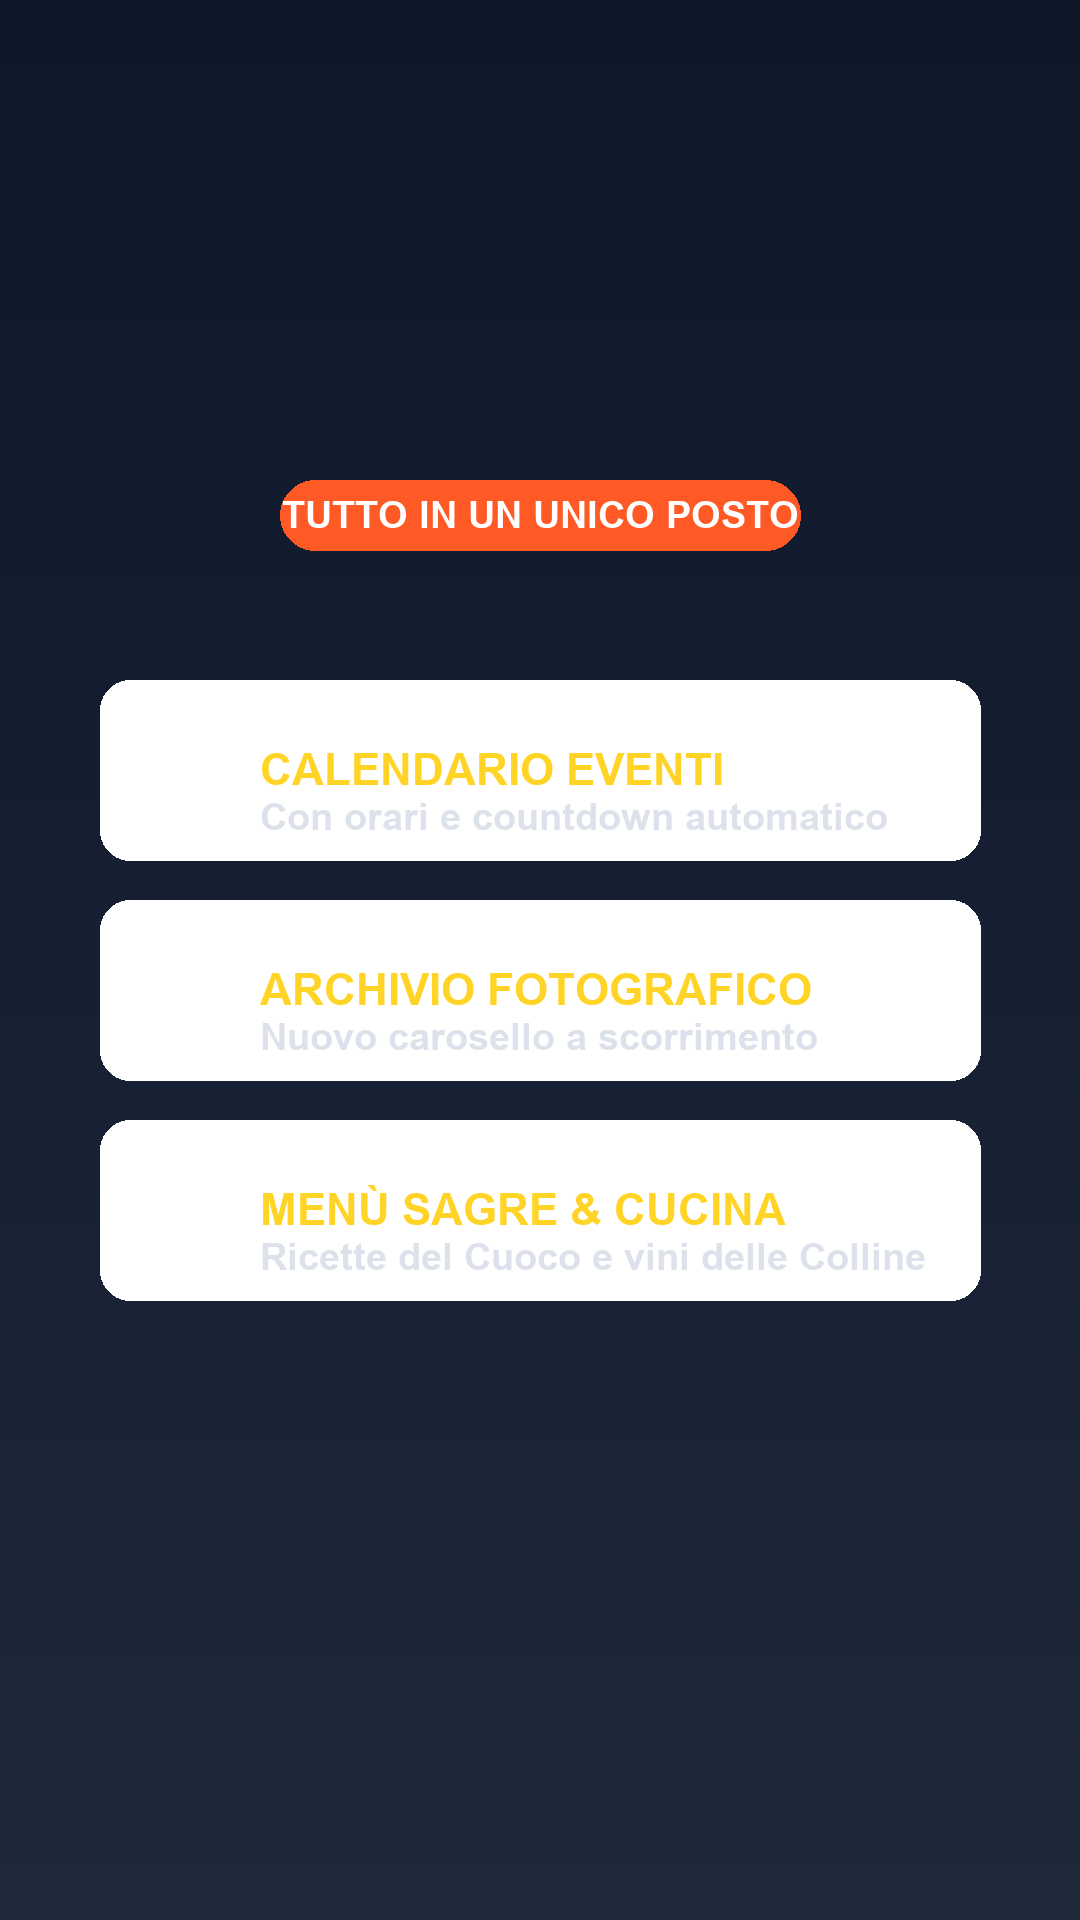 TUTTO IN UN UNICO POSTO
CALENDARIO EVENTI
Con orari e countdown automatico
ARCHIVIO FOTOGRAFICO
Nuovo carosello a scorrimento
MENÙ SAGRE & CUCINA
Ricette del Cuoco e vini delle Colline